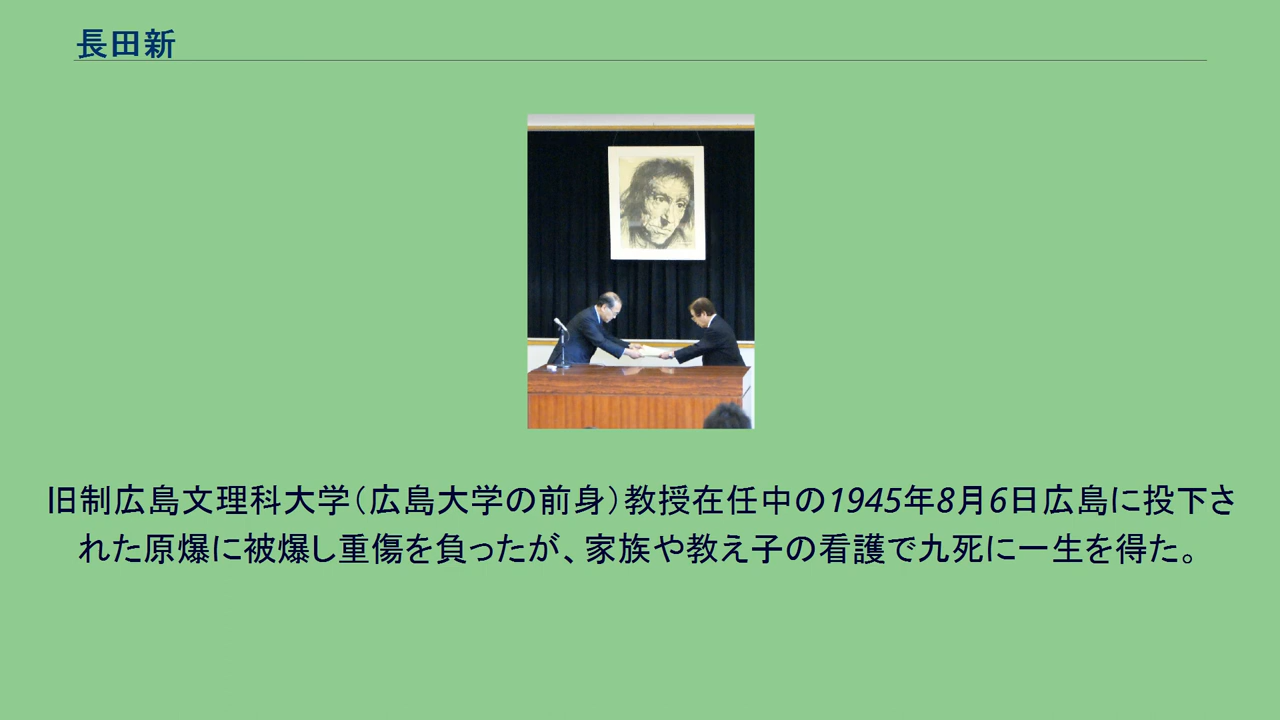 長田新
旧制広島文理科大学（広島大学の前身）教授在任中の1945年8月6日広島に投下さ
れた原爆に被爆し重傷を負ったが、家族や教え子の看護で九死に一生を得た。